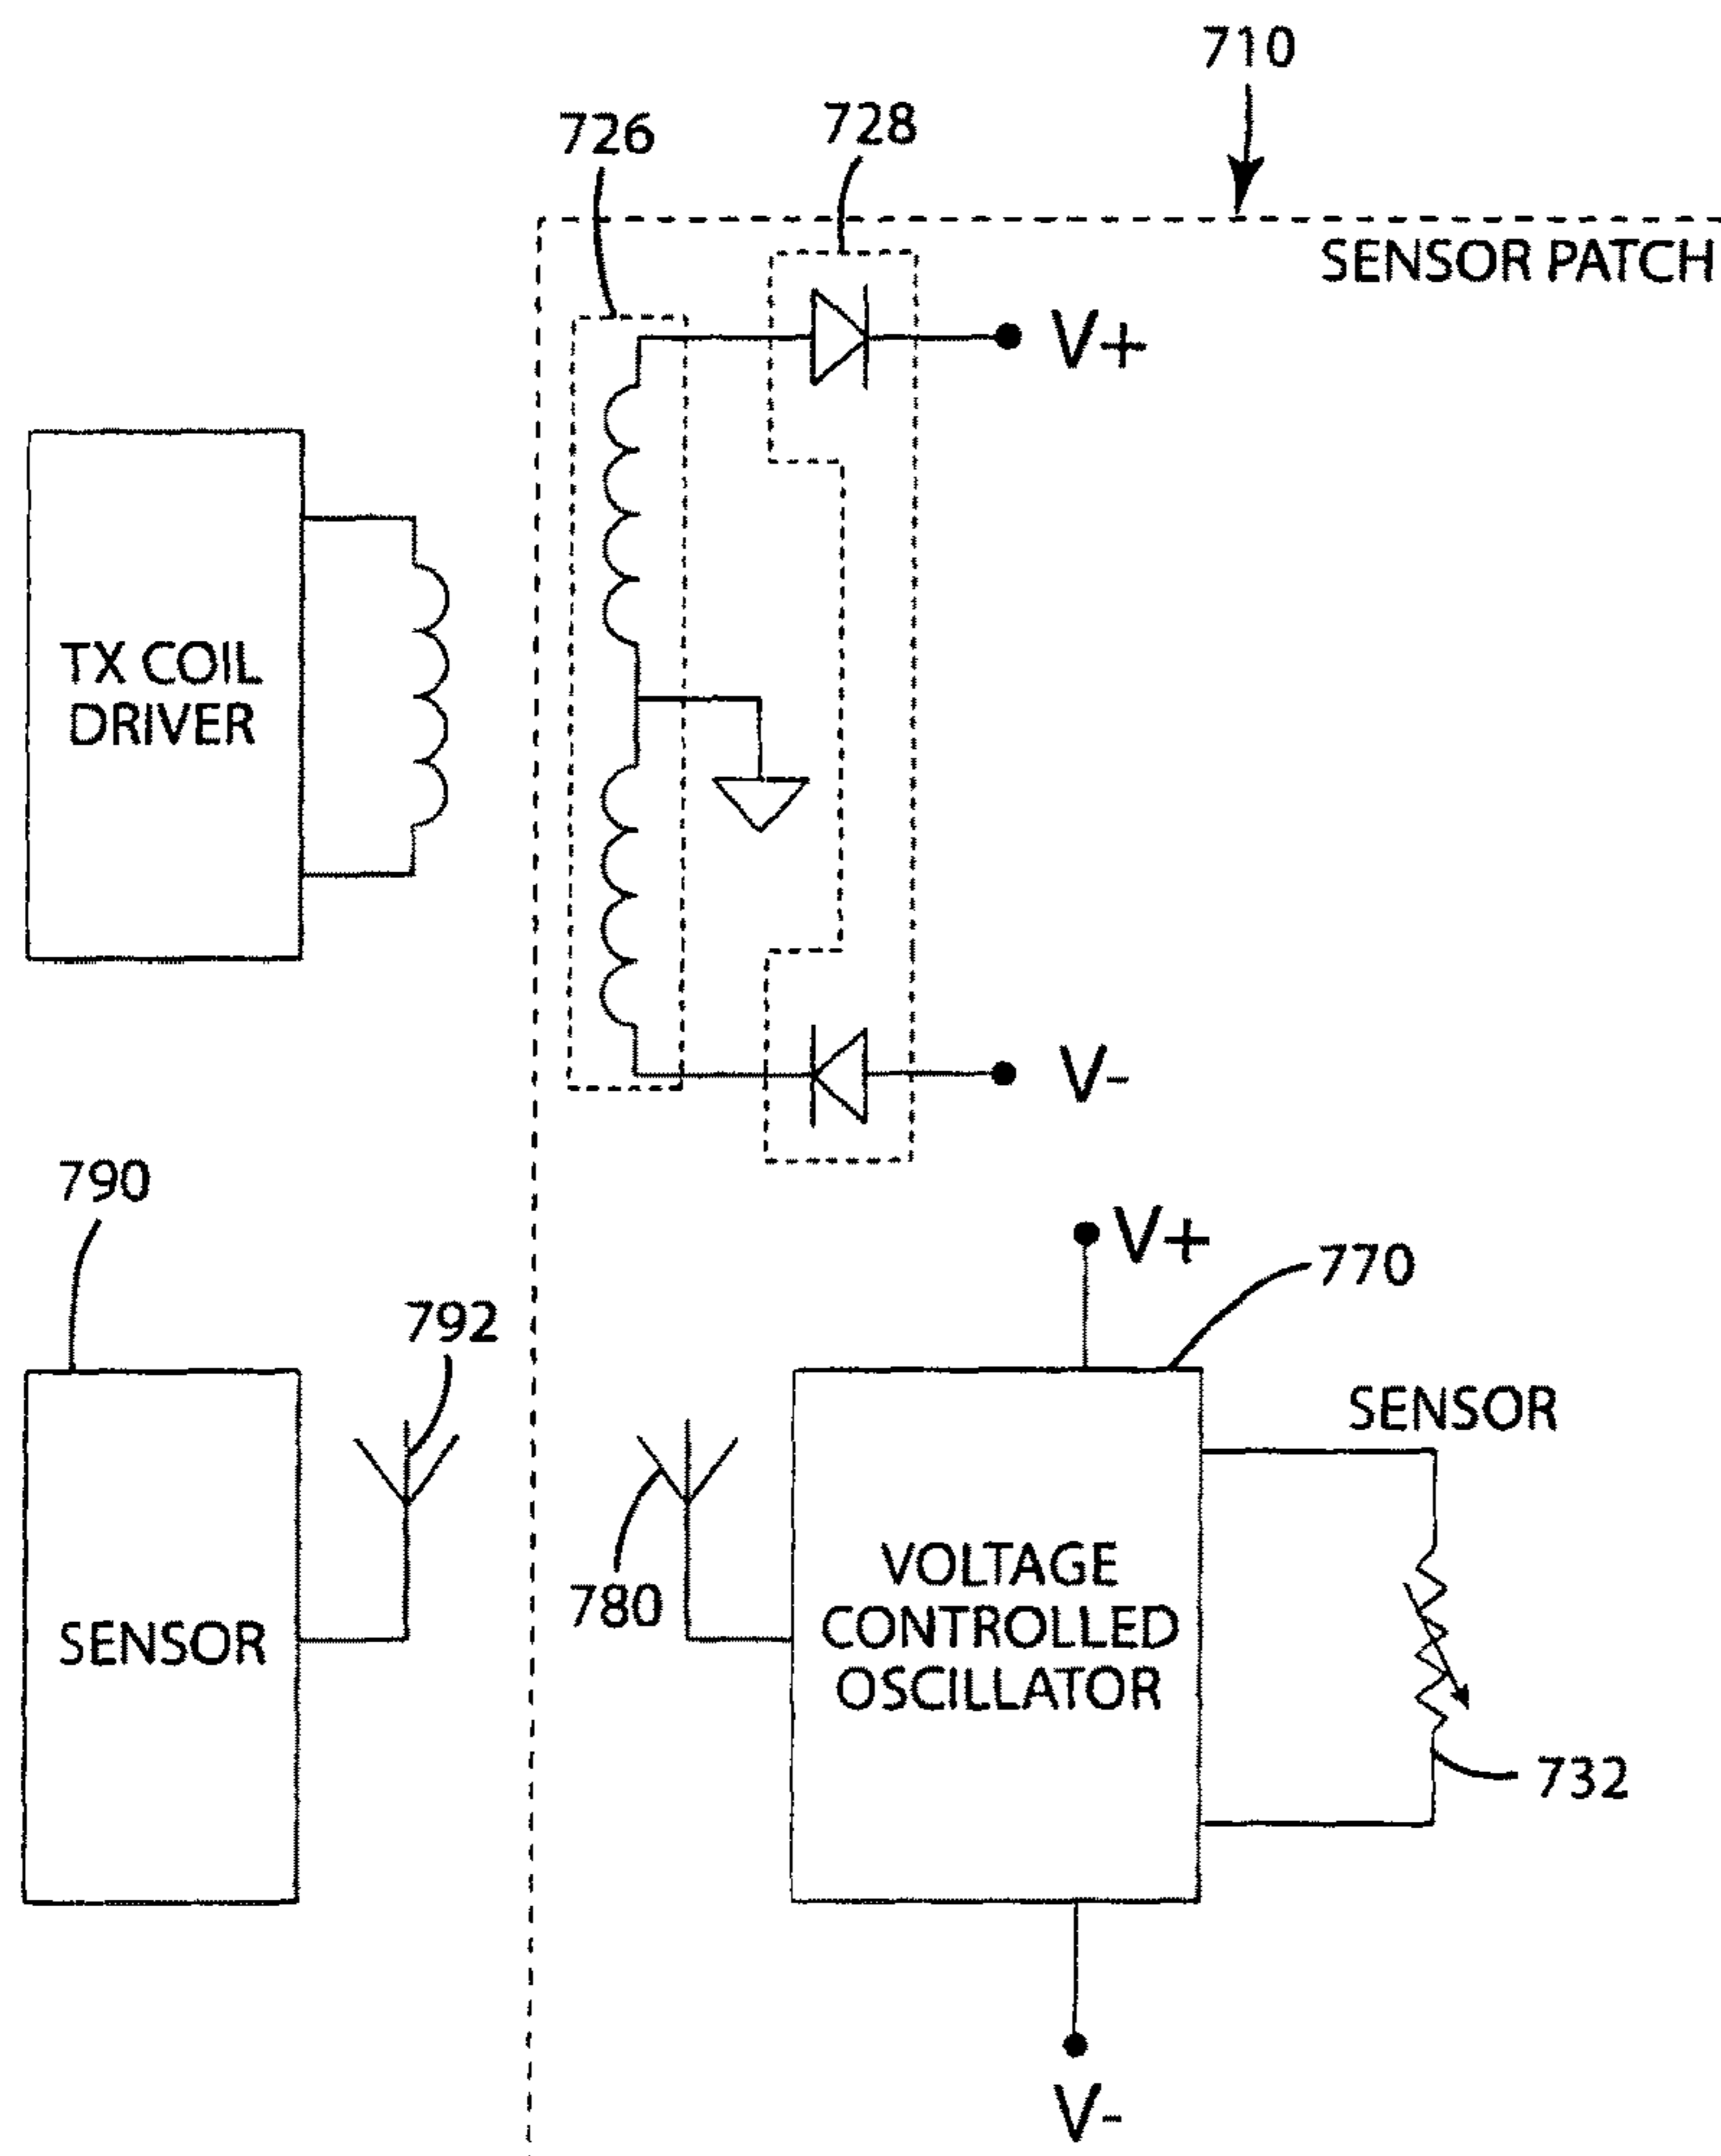 710
726
728
SENSOR PATCH
V+
TX COIL
DRIVER
V-
790
V+
770
792
SENSOR
780
VOLTAGE
CONTROLLED
OSCILLATOR
SENSOR
732
V-